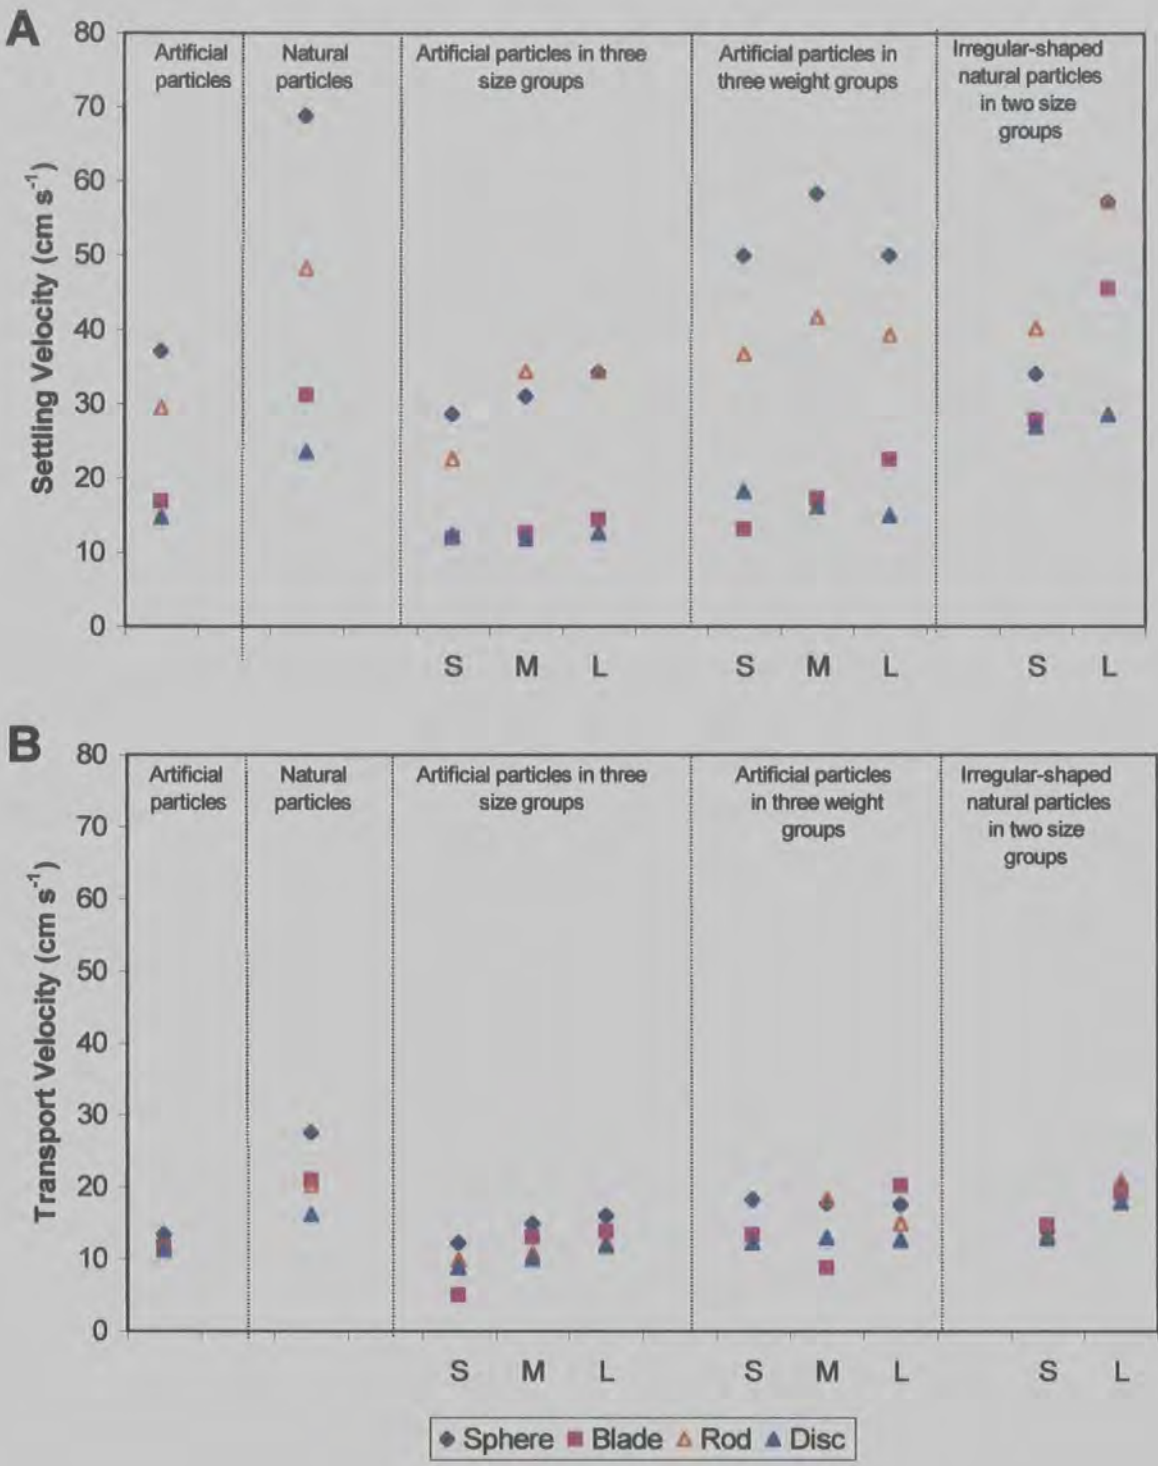 A
80
70
60
50
40
30
20
10
0
Settling Velocity (cm s⁻¹)
Artificial
particles
Natural
particles
Artificial particles in three
size groups
Artificial particles in
three weight groups
Irregular-shaped
natural particles
in two size
groups
S M L S M L S L
B
80
70
60
50
40
30
20
10
0
Transport Velocity (cm s⁻¹)
Artificial
particles
Natural
particles
Artificial particles in three
size groups
Artificial particles
in three weight
groups
Irregular-shaped
natural particles
in two size
groups
S M L S M L S L
Sphere Blade Rod Disc